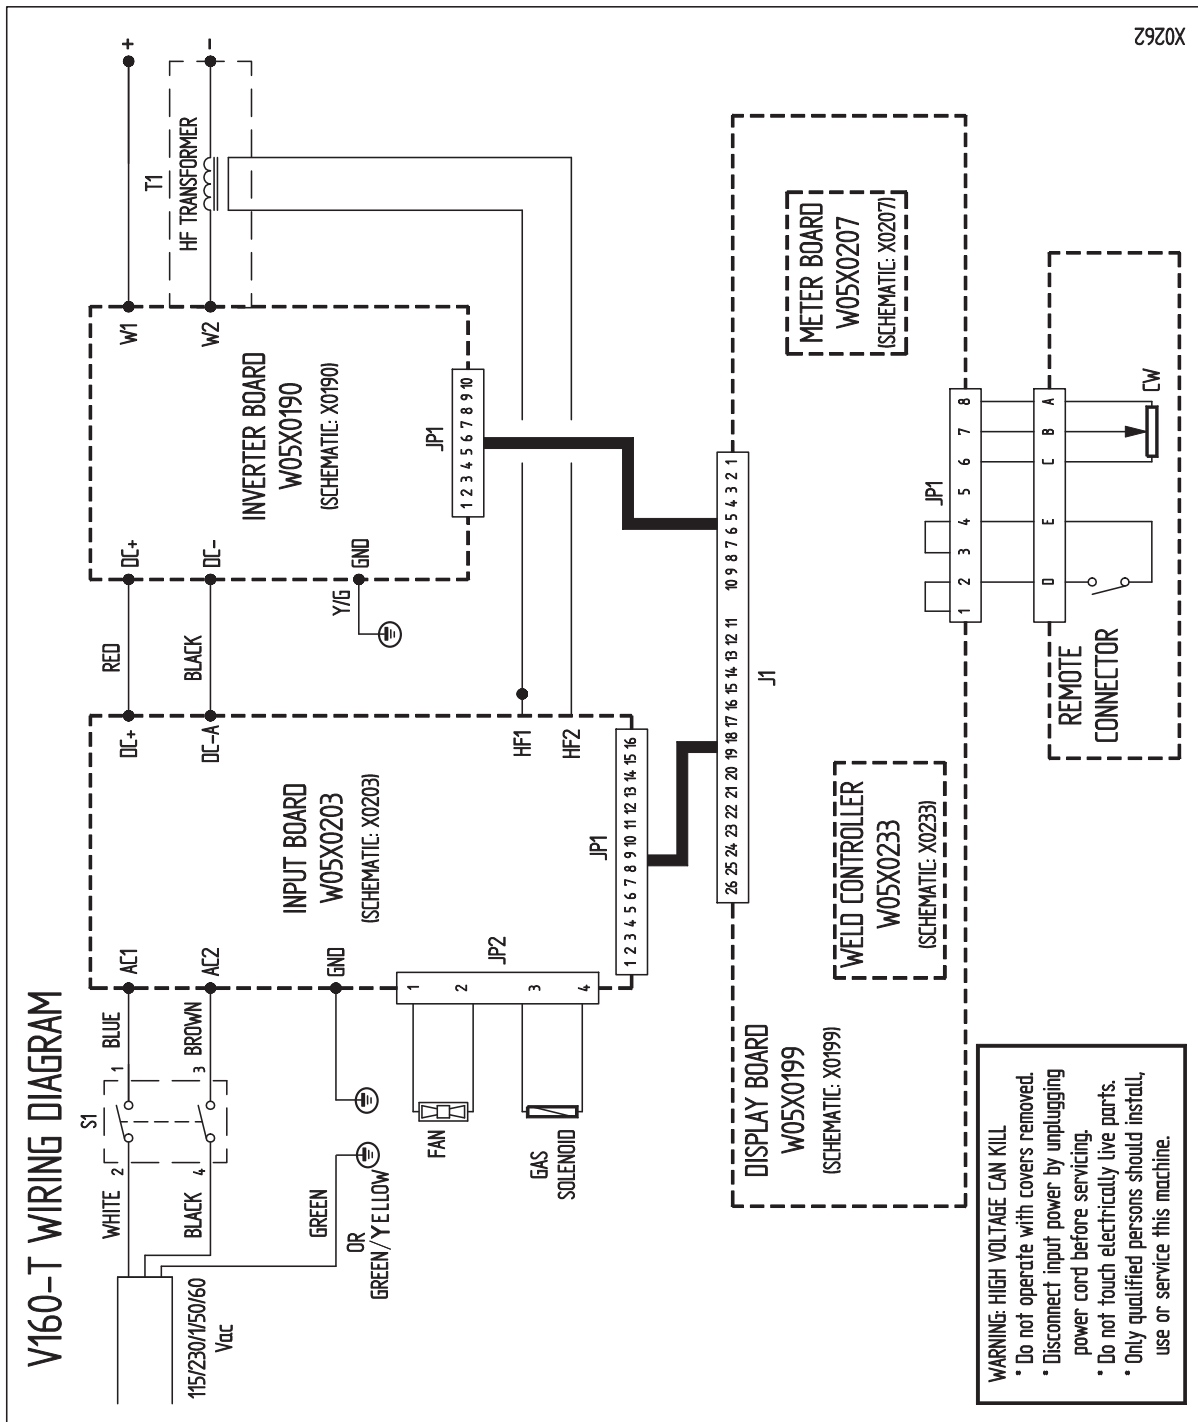 V160-T WIRING DIAGRAM
115/230/1/50/60
Vac
WHITE
BLACK
2
4
S1
1
3
BLUE
BROWN
GREEN
OR
GREEN/YELLOW
AC1
AC2
GND
INPUT BOARD
W05X0203
(SCHEMATIC: X0203)
DC+
DC-A
HF1
HF2
JP2
1
2
3
4
FAN
GAS
SOLENOID
JP1
1 2 3 4 5 6 7 8 9 10 11 12 13 14 15 16
RED
BLACK
Y/G
DC+
DC-
GND
INVERTER BOARD
W05X0190
(SCHEMATIC: X0190)
W1
W2
JP1
1 2 3 4 5 6 7 8 9 10
T1
HF TRANSFORMER
+
-
J1
26 25 24 23 22 21 20 19 18 17 16 15 14 13 12 11 10 9 8 7 6 5 4 3 2 1
DISPLAY BOARD
W05X0199
(SCHEMATIC: X0199)
WELD CONTROLLER
W05X0233
(SCHEMATIC: X0233)
METER BOARD
W05X0207
(SCHEMATIC: X0207)
JP1
1 2 3 4 5 6 7 8
D E C B A
REMOTE
CONNECTOR
CW
WARNING: HIGH VOLTAGE CAN KILL
* Do not operate with covers removed.
* Disconnect input power by unplugging
power cord before servicing.
* Do not touch electrically live parts.
* Only qualified persons should install,
use or service this machine.
X0262